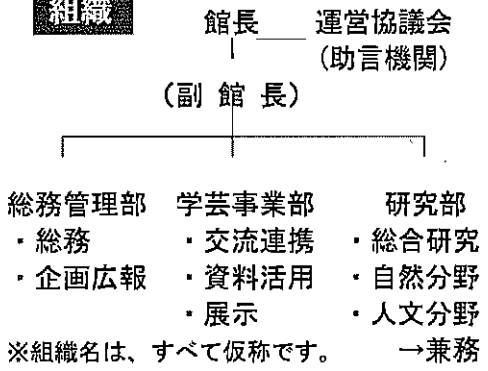 組織
館長 運営協議会
(助言機関)
(副館長)
総務管理部 学芸事業部 研究部
・総務 ・交流連携 ・総合研究
・企画広報 ・資料活用 ・自然分野
・展示 ・人文分野
※組織名は、すべて仮称です。 →兼務